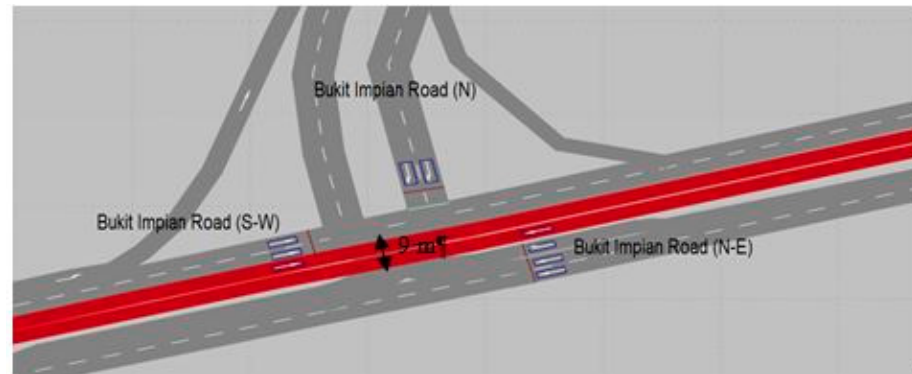 Bukit Impian Road (N)
Bukit Impian Road (S-W)
9 m¶
Bukit Impian Road (N-E)